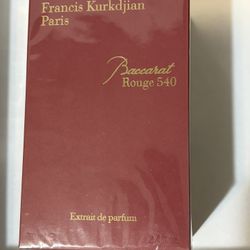 Francis Kurkdjian
Paris
Baccarat
Rouge 540
Extrait de parfum